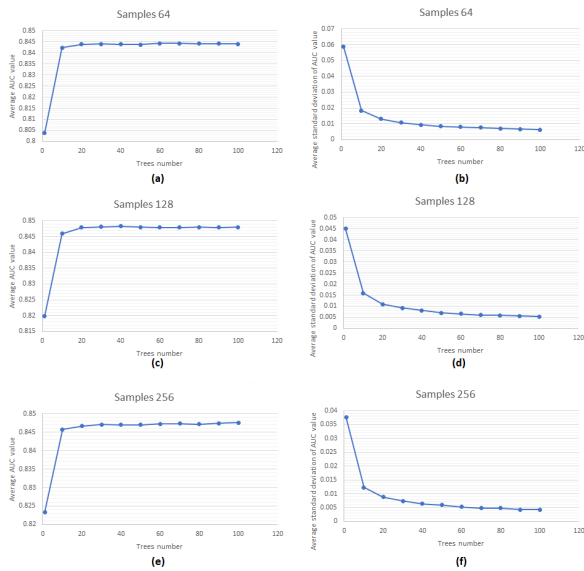 Samples 64
Average AUC value
0.85
0.845
0.84
0.835
0.83
0.825
0.82
0.815
0.81
0.805
0.8
0 20 40 60 80 100 120
Trees number
(a)
Samples 64
Average standard deviation of AUC value
0.07
0.06
0.05
0.04
0.03
0.02
0.01
0
0 20 40 60 80 100 120
Trees number
(b)
Samples 128
Average AUC value
0.85
0.845
0.84
0.835
0.83
0.825
0.82
0.815
0 20 40 60 80 100 120
Trees number
(c)
Samples 128
Average standard deviation of AUC value
0.05
0.045
0.04
0.035
0.03
0.025
0.02
0.015
0.01
0.005
0
0 20 40 60 80 100 120
Trees number
(d)
Samples 256
Average AUC value
0.85
0.845
0.84
0.835
0.83
0.825
0.82
0 20 40 60 80 100 120
Trees number
(e)
Samples 256
Average standard deviation of AUC value
0.04
0.035
0.03
0.025
0.02
0.015
0.01
0.005
0
0 20 40 60 80 100 120
Trees number
(f)